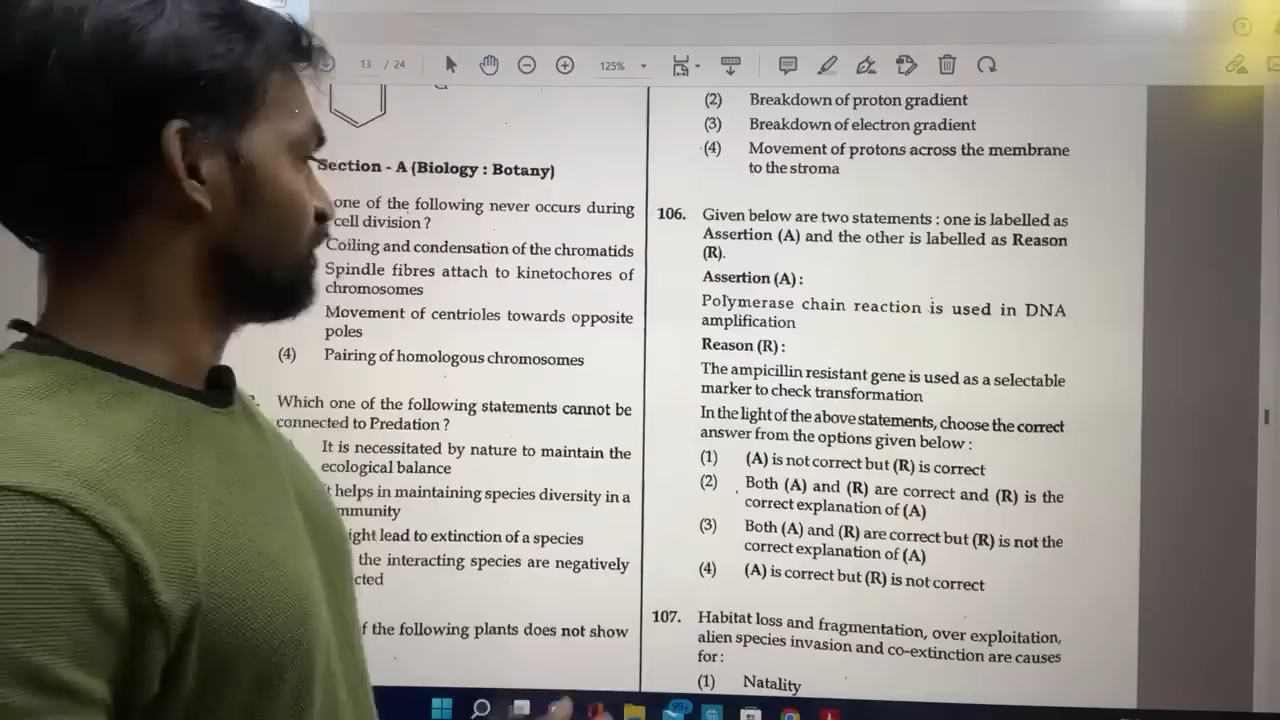 13 / 24
125%
Section - A (Biology : Botany)
one of the following never occurs during
cell division ?
Coiling and condensation of the chromatids
Spindle fibres attach to kinetochores of
chromosomes
Movement of centrioles towards opposite
poles
(4) Pairing of homologous chromosomes
Which one of the following statements cannot be
connected to Predation ?
It is necessitated by nature to maintain the
ecological balance
t helps in maintaining species diversity in a
mmunity
ight lead to extinction of a species
the interacting species are negatively
cted
f the following plants does not show
(2) Breakdown of proton gradient
(3) Breakdown of electron gradient
(4) Movement of protons across the membrane
to the stroma
106. Given below are two statements : one is labelled as
Assertion (A) and the other is labelled as Reason
(R).
Assertion (A) :
Polymerase chain reaction is used in DNA
amplification
Reason (R) :
The ampicillin resistant gene is used as a selectable
marker to check transformation
In the light of the above statements, choose the correct
answer from the options given below :
(1) (A) is not correct but (R) is correct
(2) Both (A) and (R) are correct and (R) is the
correct explanation of (A)
(3) Both (A) and (R) are correct but (R) is not the
correct explanation of (A)
(4) (A) is correct but (R) is not correct
107. Habitat loss and fragmentation, over exploitation,
alien species invasion and co-extinction are causes
for :
(1) Natality
99+